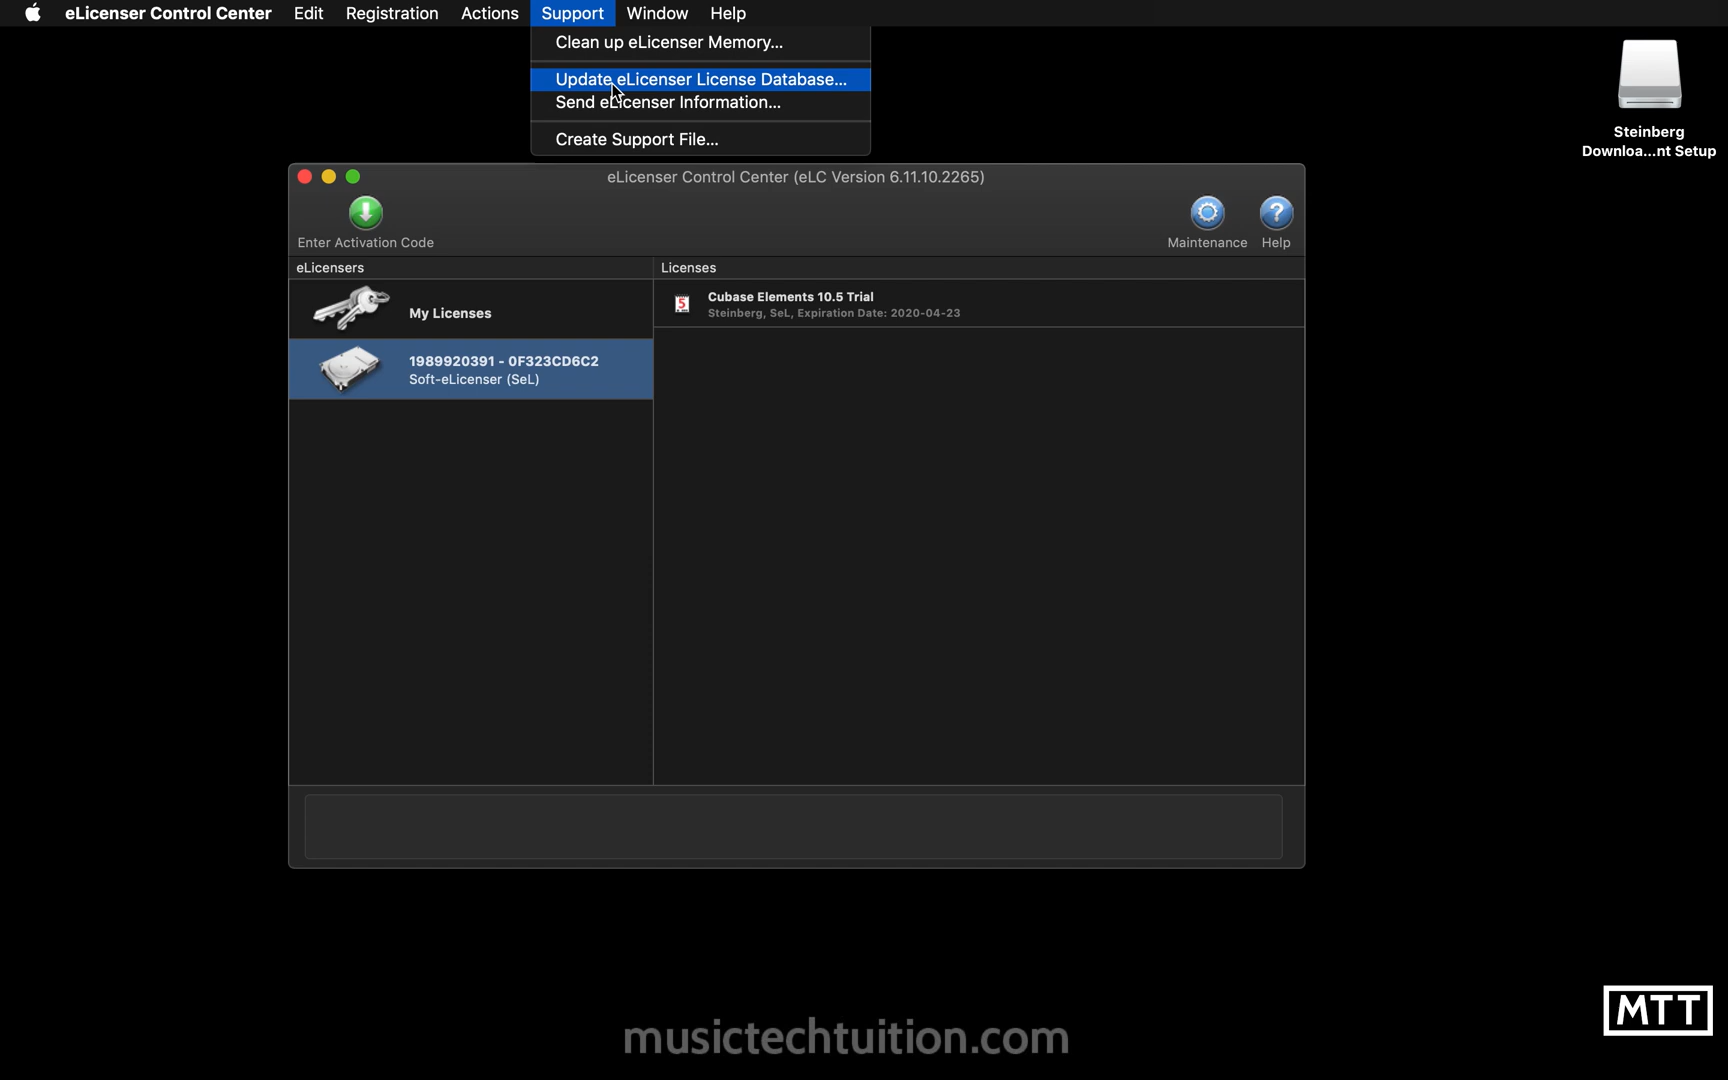 eLicenser Control Center Edit Registration Actions Support Window Help
Clean up eLicenser Memory...
Update eLicenser License Database...
Send eLicenser Information...
Create Support File...
Steinberg
Downloa...nt Setup
eLicenser Control Center (eLC Version 6.11.10.2265)
Enter Activation Code
Maintenance
Help
eLicensers
Licenses
My Licenses
1989920391 - 0F323CD6C2
Soft-eLicenser (SeL)
5
Cubase Elements 10.5 Trial
Steinberg, SeL, Expiration Date: 2020-04-23
MTT
musictechtuition.com